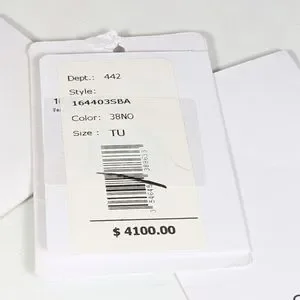 Dept.: 442
Style:
164403SBA
Color: 38NO
Size : TU
$ 4100.00